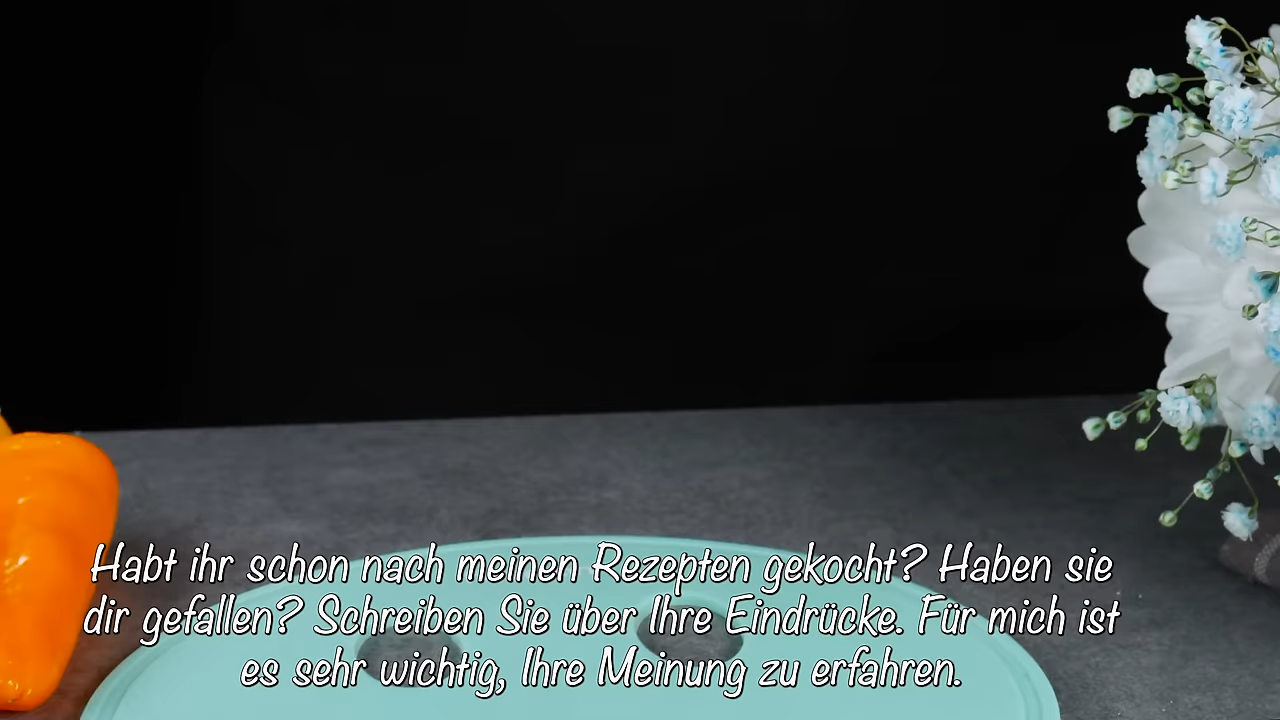 Habt ihr schon nach meinen Rezepten gekocht? Haben sie
dir gefallen? Schreiben Sie über Ihre Eindrücke. Für mich ist
es sehr wichtig, Ihre Meinung zu erfahren.